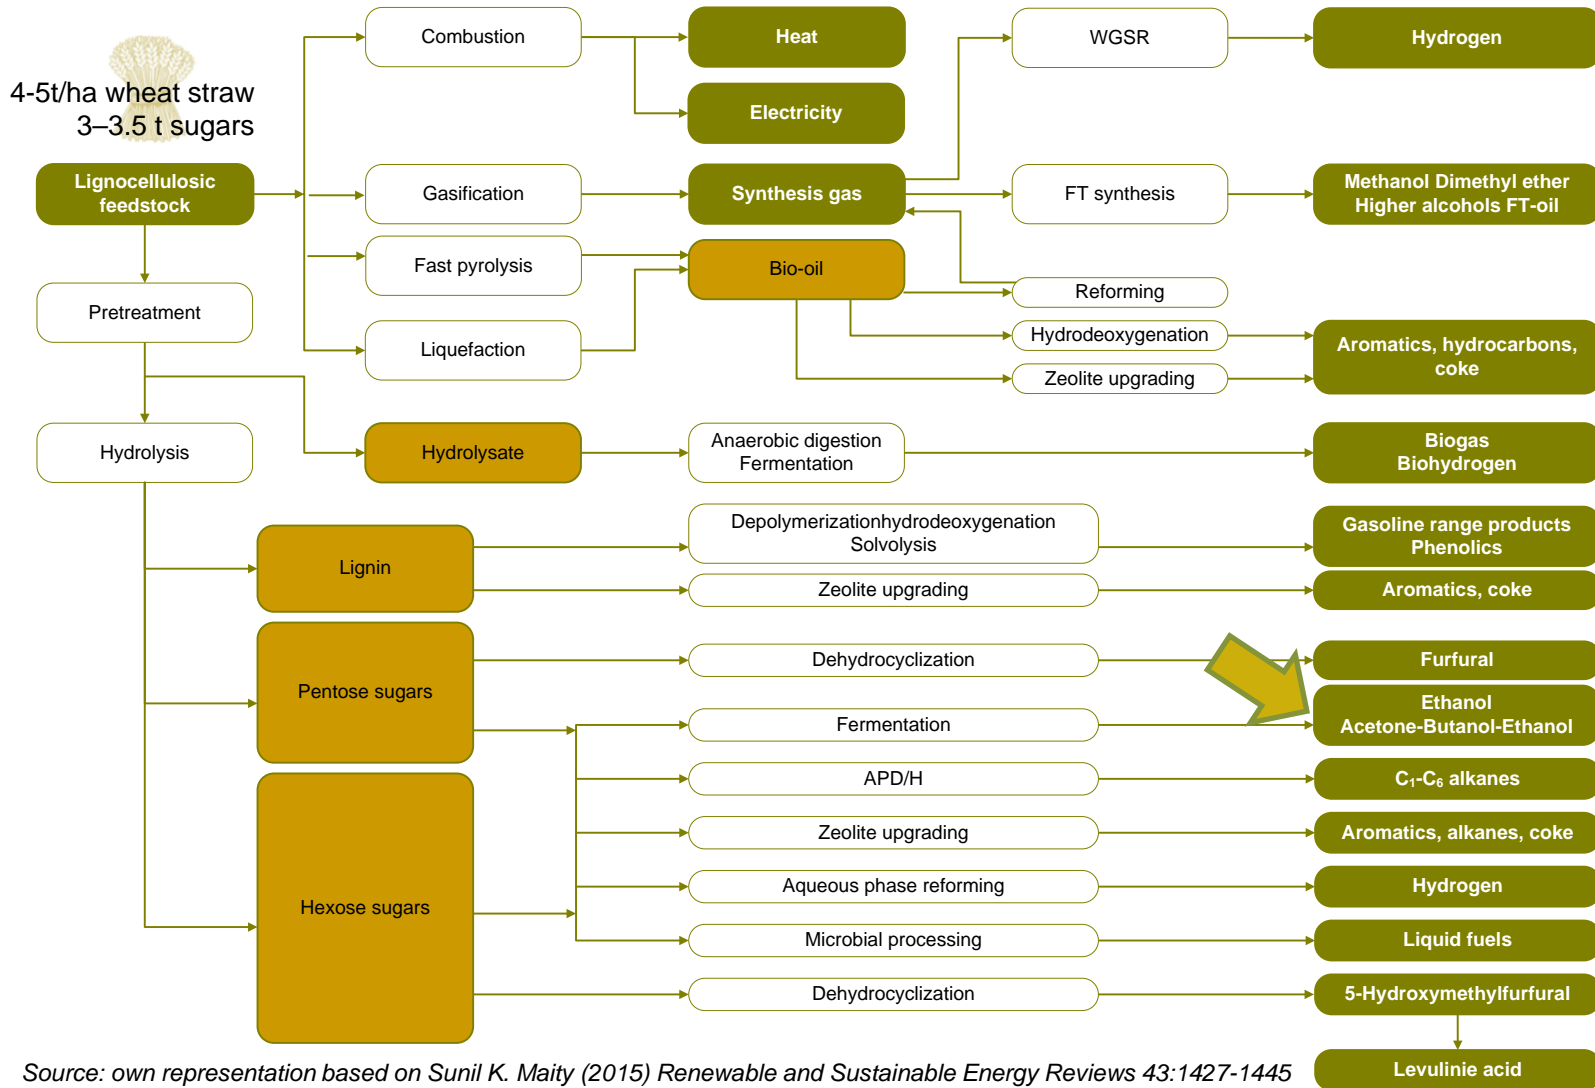 Combustion
Heat
WGSR
Hydrogen
4-5t/ha wheat straw
3–3.5 t sugars
Electricity
Lignocellulosic
feedstock
Gasification
Synthesis gas
FT synthesis
Methanol Dimethyl ether
Higher alcohols FT-oil
Fast pyrolysis
Bio-oil
Reforming
Pretreatment
Liquefaction
Hydrodeoxygenation
Zeolite upgrading
Aromatics, hydrocarbons,
coke
Hydrolysis
Hydrolysate
Anaerobic digestion
Fermentation
Biogas
Biohydrogen
Lignin
Depolymerizationhydrodeoxygenation
Solvolysis
Gasoline range products
Phenolics
Zeolite upgrading
Aromatics, coke
Pentose sugars
Dehydrocyclization
Furfural
Fermentation
Ethanol
Acetone-Butanol-Ethanol
APD/H
C₁-C₆ alkanes
Zeolite upgrading
Aromatics, alkanes, coke
Hexose sugars
Aqueous phase reforming
Hydrogen
Microbial processing
Liquid fuels
Dehydrocyclization
5-Hydroxymethylfurfural
Levulinie acid
Source: own representation based on Sunil K. Maity (2015) Renewable and Sustainable Energy Reviews 43:1427-1445